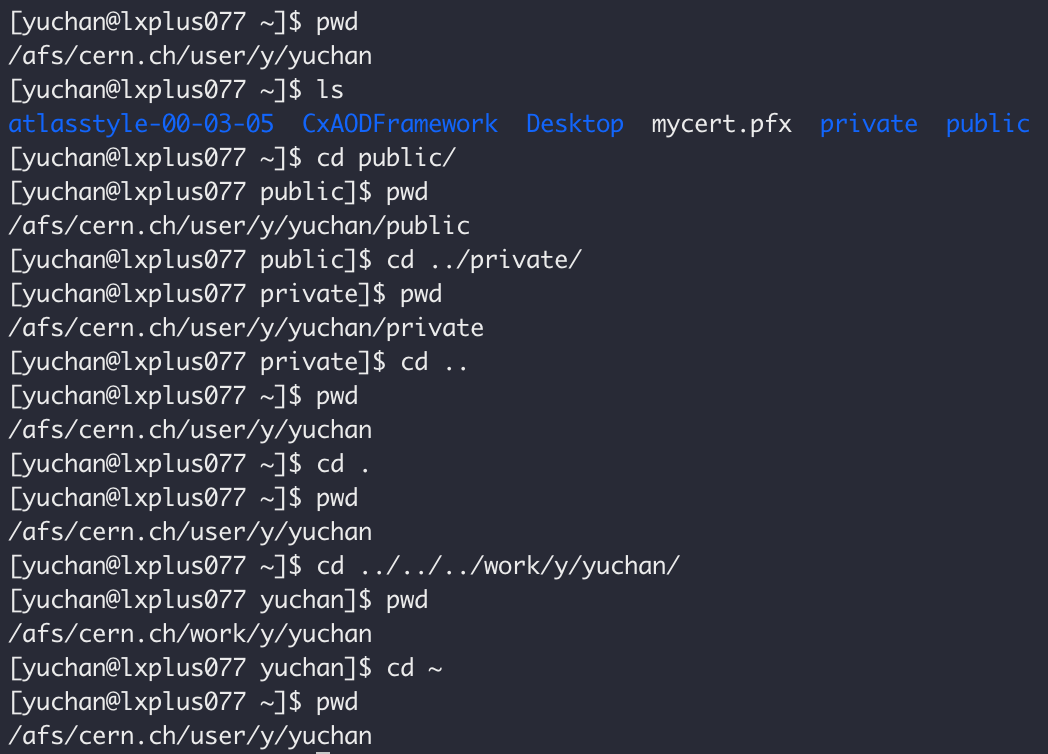 [yuchan@lxplus077 ~]$ pwd
/afs/cern.ch/user/y/yuchan
[yuchan@lxplus077 ~]$ ls
atlasstyle-00-03-05  CxAODFramework  Desktop  mycert.pfx  private  public
[yuchan@lxplus077 ~]$ cd public/
[yuchan@lxplus077 public]$ pwd
/afs/cern.ch/user/y/yuchan/public
[yuchan@lxplus077 public]$ cd ../private/
[yuchan@lxplus077 private]$ pwd
/afs/cern.ch/user/y/yuchan/private
[yuchan@lxplus077 private]$ cd ..
[yuchan@lxplus077 ~]$ pwd
/afs/cern.ch/user/y/yuchan
[yuchan@lxplus077 ~]$ cd .
[yuchan@lxplus077 ~]$ pwd
/afs/cern.ch/user/y/yuchan
[yuchan@lxplus077 ~]$ cd ../../../work/y/yuchan/
[yuchan@lxplus077 yuchan]$ pwd
/afs/cern.ch/work/y/yuchan
[yuchan@lxplus077 yuchan]$ cd ~
[yuchan@lxplus077 ~]$ pwd
/afs/cern.ch/user/y/yuchan